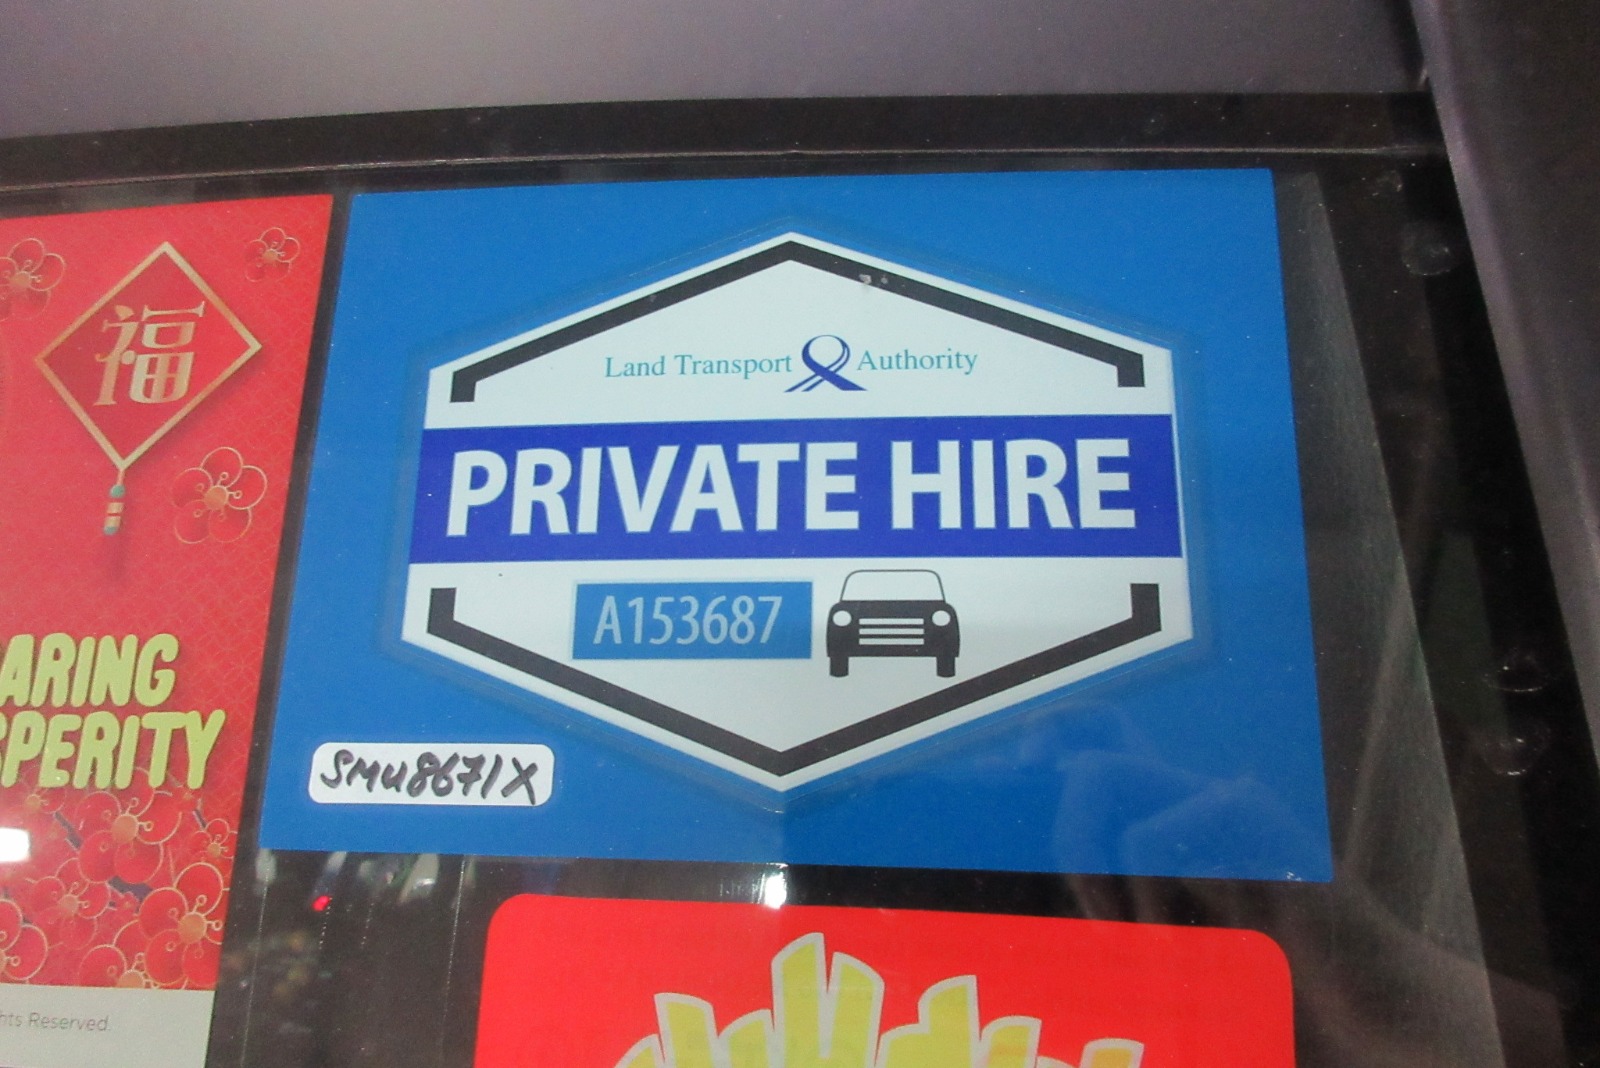 福
ARING
SPERITY
hts Reserved.
Land Transport Authority
PRIVATE HIRE
A153687
SMU8671X